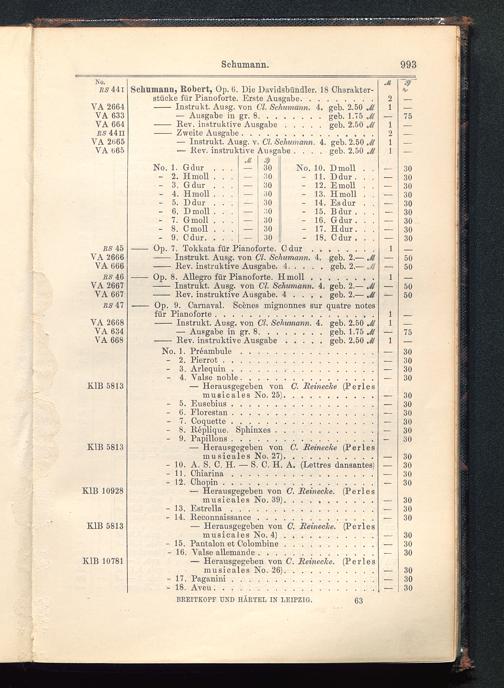 Schumann. 993
No. ℳ ₰
RS 441 Schumann, Robert, Op. 6. Die Davidsbündler. 18 Charakter-
stücke für Pianoforte. Erste Ausgabe. 2 —
VA 2664 — Instrukt. Ausg. von Cl. Schumann. 4. geb. 2.50 ℳ 1 —
VA 633 — Ausgabe in gr. 8. geb. 1.75 ℳ — 75
VA 664 — Rev. instruktive Ausgabe geb. 2.50 ℳ 1 —
RS 4411 — Zweite Ausgabe 2 —
VA 2665 — Instrukt. Ausg. v. Cl. Schumann. 4. geb. 2.50 ℳ 1 —
VA 665 — Rev. instruktive Ausgabe geb. 2.50 ℳ 1 —
ℳ ₰
No. 1. G dur — 30 No. 10. D moll — 30
- 2. H moll — 30 - 11. D dur — 30
- 3. G dur — 30 - 12. E moll — 30
- 4. H moll — 30 - 13. H moll — 30
- 5. D dur — 30 - 14. Es dur — 30
- 6. D moll — 30 - 15. B dur — 30
- 7. G moll — 30 - 16. G dur — 30
- 8. C moll — 30 - 17. H dur — 30
- 9. C dur — 30 - 18. C dur — 30
RS 45 — Op. 7. Tokkata für Pianoforte. C dur 1 —
VA 2666 — Instrukt. Ausg. von Cl. Schumann. 4. geb. 2.— ℳ — 50
VA 666 — Rev. instruktive Ausgabe. 4. geb. 2.— ℳ — 50
RS 46 — Op. 8. Allegro für Pianoforte. H moll 1 —
VA 2667 — Instrukt. Ausg. von Cl. Schumann. 4. geb. 2.— ℳ — 50
VA 667 — Rev. instruktive Ausgabe. 4 geb. 2.— ℳ — 50
RS 47 — Op. 9. Carnaval. Scènes mignonnes sur quatre notes
für Pianoforte 1 —
VA 2668 — Instrukt. Ausg. von Cl. Schumann. 4. geb. 2.50 ℳ 1 —
VA 634 — Ausgabe in gr. 8. geb. 1.75 ℳ — 75
VA 668 — Rev. instruktive Ausgabe geb. 2.50 ℳ 1 —
No. 1. Préambule — 30
- 2. Pierrot — 30
- 3. Arlequin — 30
- 4. Valse noble — 30
KlB 5813 — Herausgegeben von C. Reinecke (Perles
musicales No. 25) — 30
- 5. Eusebius — 30
- 6. Florestan — 30
- 7. Coquette — 30
- 8. Réplique. Sphinxes — 30
- 9. Papillons — 30
KlB 5813 — Herausgegeben von C. Reinecke (Perles
musicales No. 27) — 30
- 10. A. S. C. H. — S. C. H. A. (Lettres dansantes) — 30
- 11. Chiarina — 30
- 12. Chopin — 30
KlB 10928 — Herausgegeben von C. Reinecke. (Perles
musicales No. 39) — 30
- 13. Estrella — 30
- 14. Reconnaissance — 30
KlB 5813 — Herausgegeben von C. Reinecke. (Perles
musicales No. 4) — 30
- 15. Pantalon et Colombine — 30
- 16. Valse allemande — 30
KlB 10781 — Herausgegeben von C. Reinecke. (Perles
musicales No. 26) — 30
- 17. Paganini — 30
- 18. Aveu — 30
BREITKOPF UND HÄRTEL IN LEIPZIG. 63